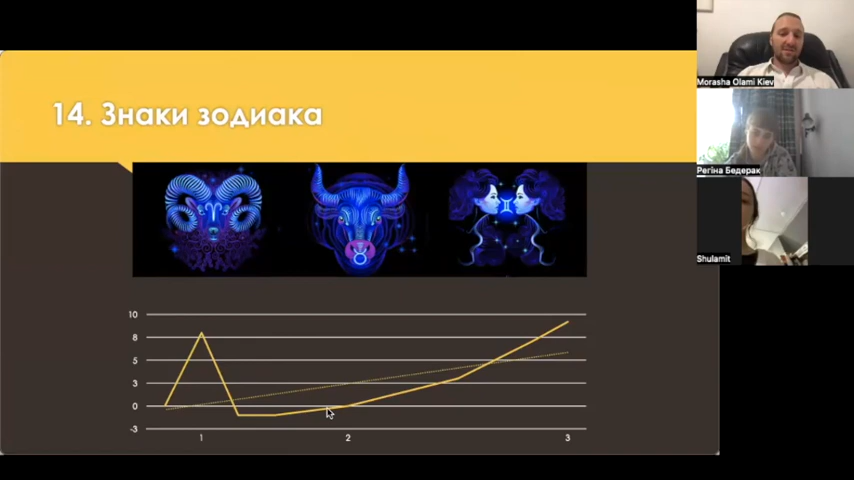 14. Знаки зодиака
10
8
5
3
0
-3
1
2
3
Morasha Olami Kiev
Регіна Бедерак
Shulamit